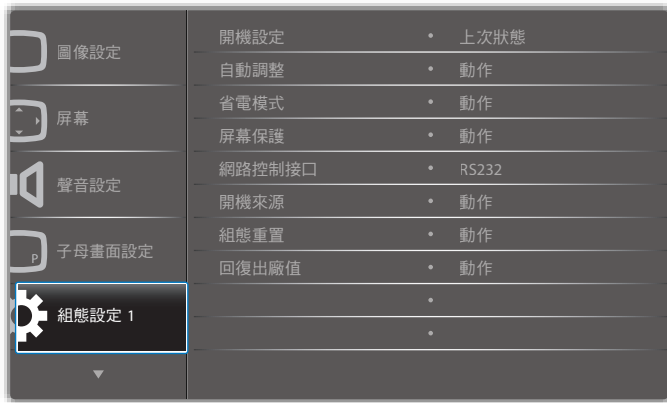 圖像設定
屏幕
聲音設定
子母畫面設定
P
組態設定 1
開機設定 • 上次狀態
自動調整 • 動作
省電模式 • 動作
屏幕保護 • 動作
網路控制接口 • RS232
開機來源 • 動作
組態重置 • 動作
回復出廠值 • 動作
•
•